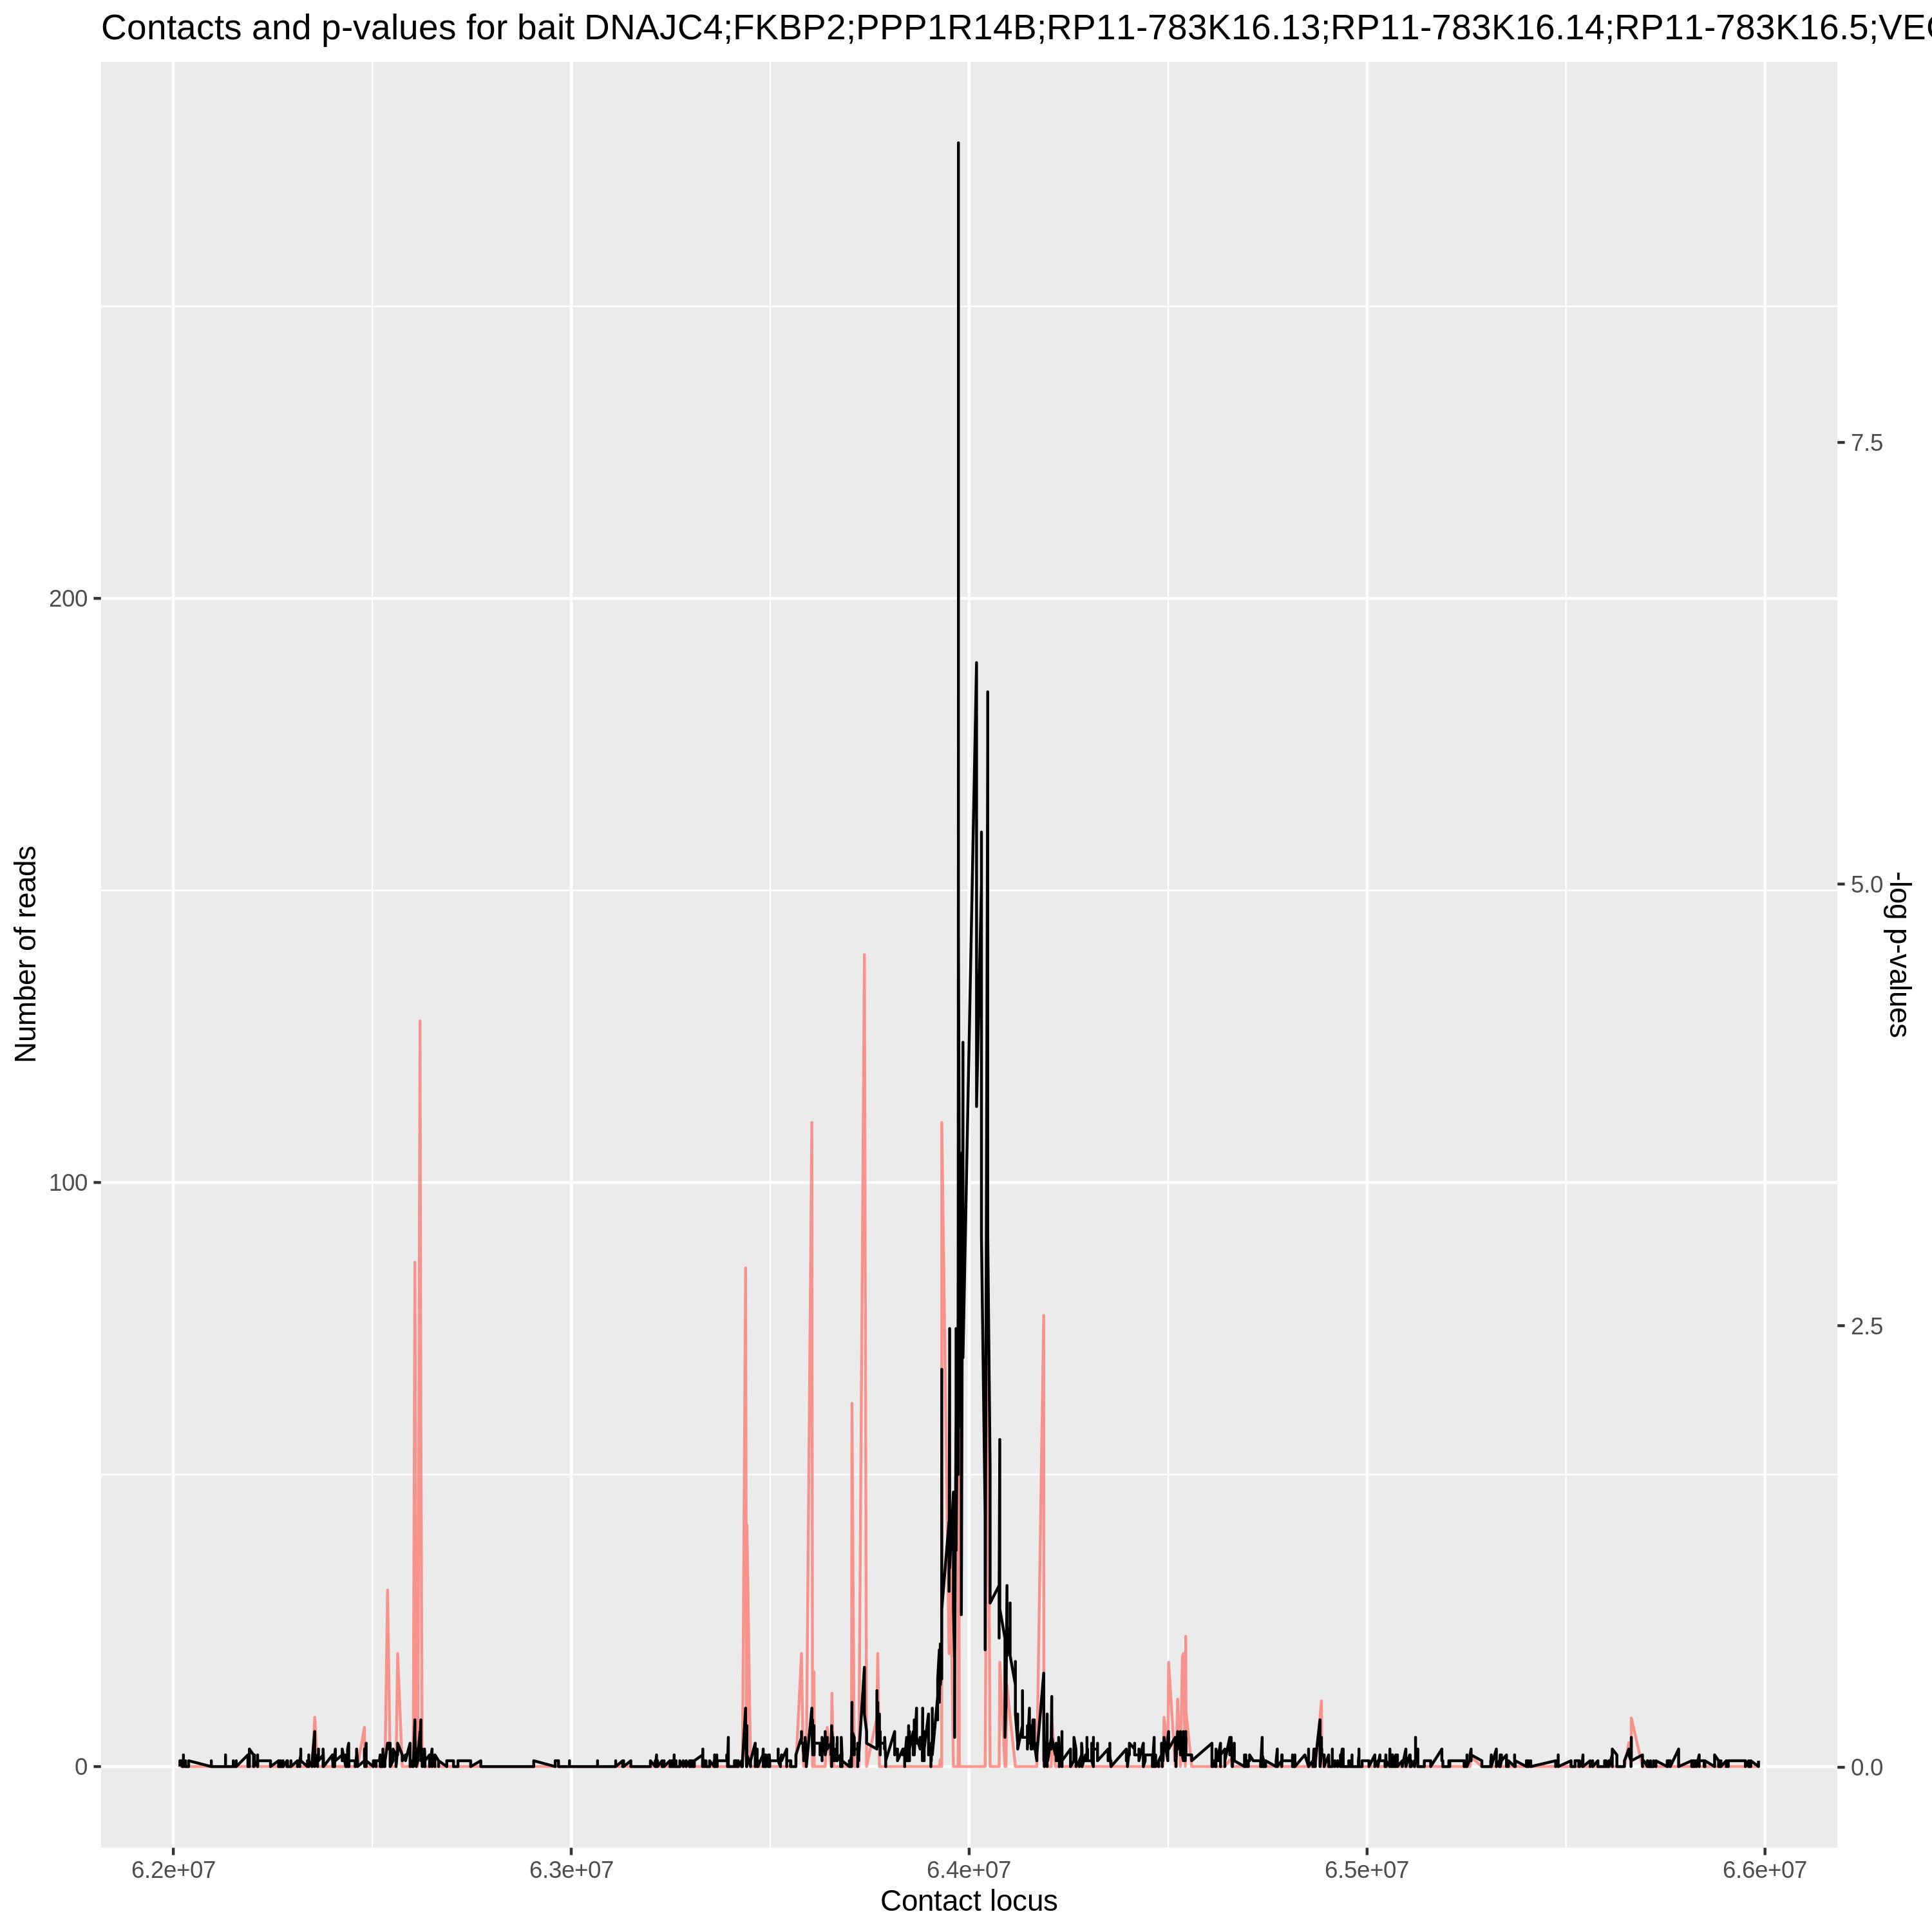 Contacts and p-values for bait DNAJC4;FKBP2;PPP1R14B;RP11-783K16.13;RP11-783K16.14;RP11-783K16.5;VE
Number of reads
200
100
0
7.5
5.0
2.5
0.0
-log p-values
6.2e+07 6.3e+07 6.4e+07 6.5e+07 6.6e+07
Contact locus